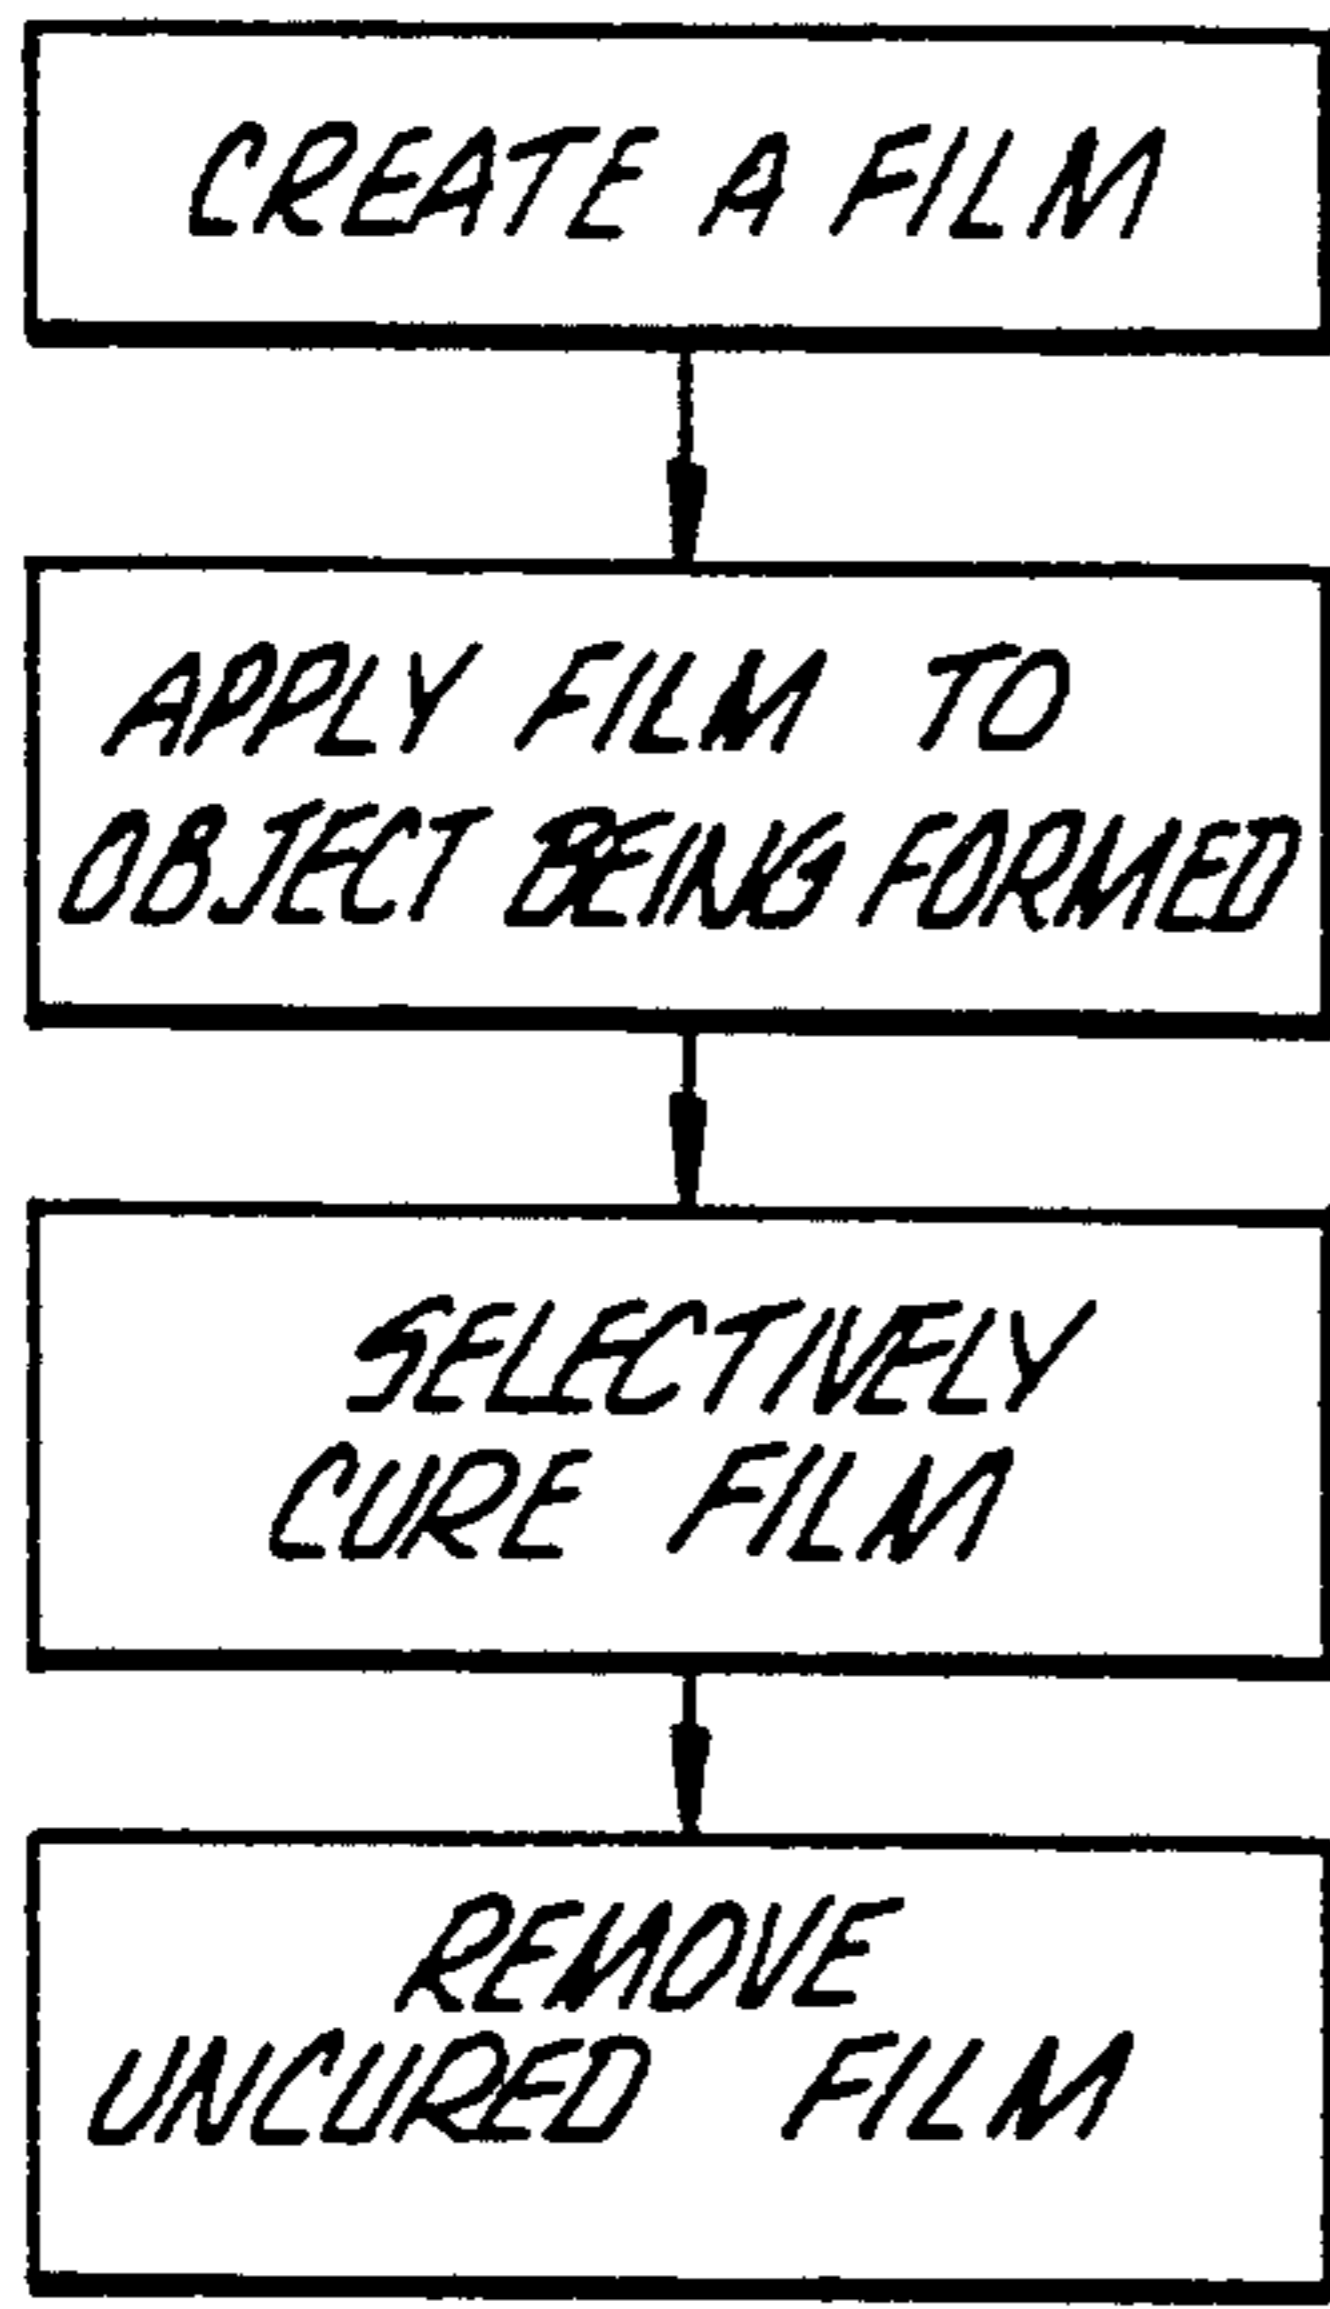 CREATE A FILM
APPLY FILM TO
OBJECT BEING FORMED
SELECTIVELY
CURE FILM
REMOVE
UNCURED FILM